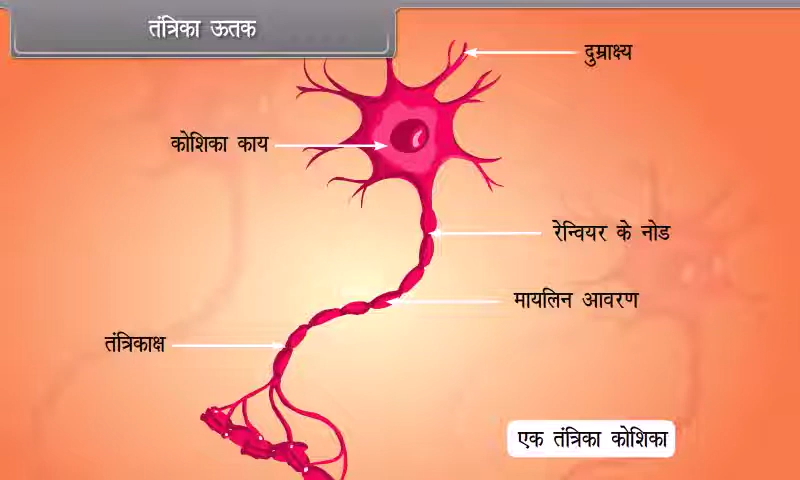 तंत्रिका ऊतक
दुम्राक्ष्य
कोशिका काय
रेन्वियर के नोड
मायलिन आवरण
तंत्रिकाक्ष
एक तंत्रिका कोशिका